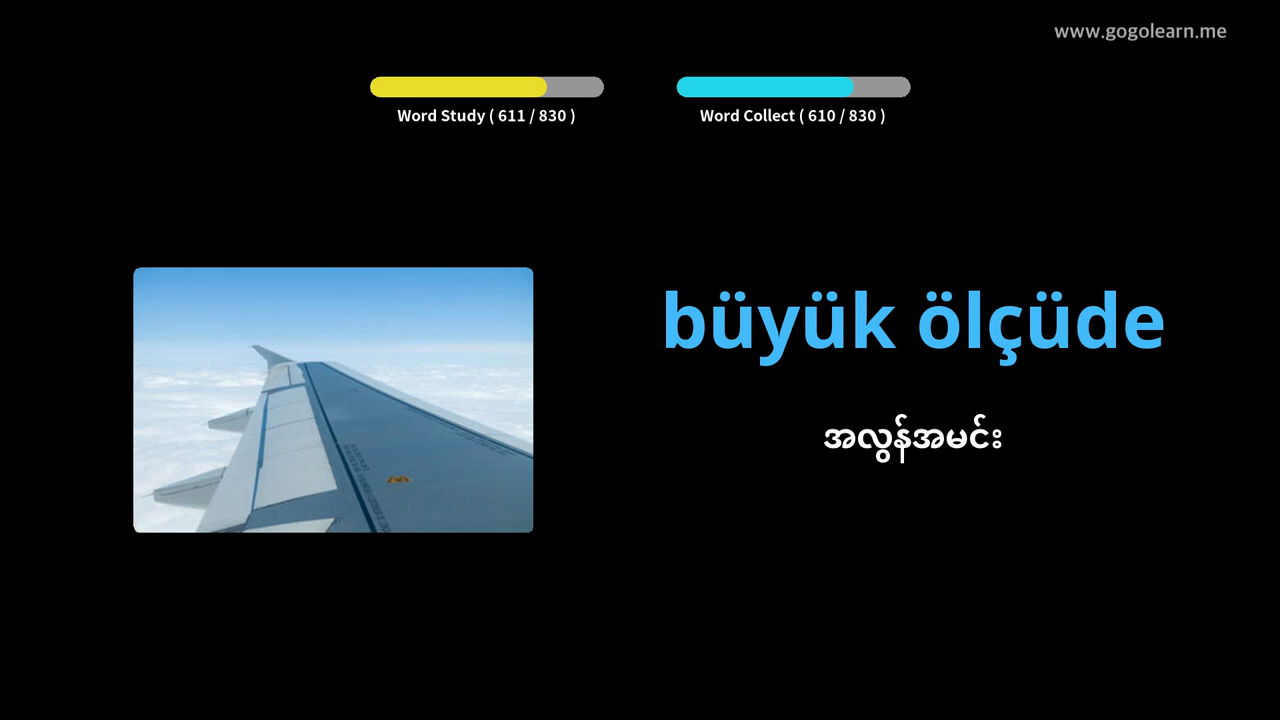 www.gogolearn.me
Word Study ( 611 / 830 )
Word Collect ( 610 / 830 )
büyük ölçüde
အလွန်အမင်း